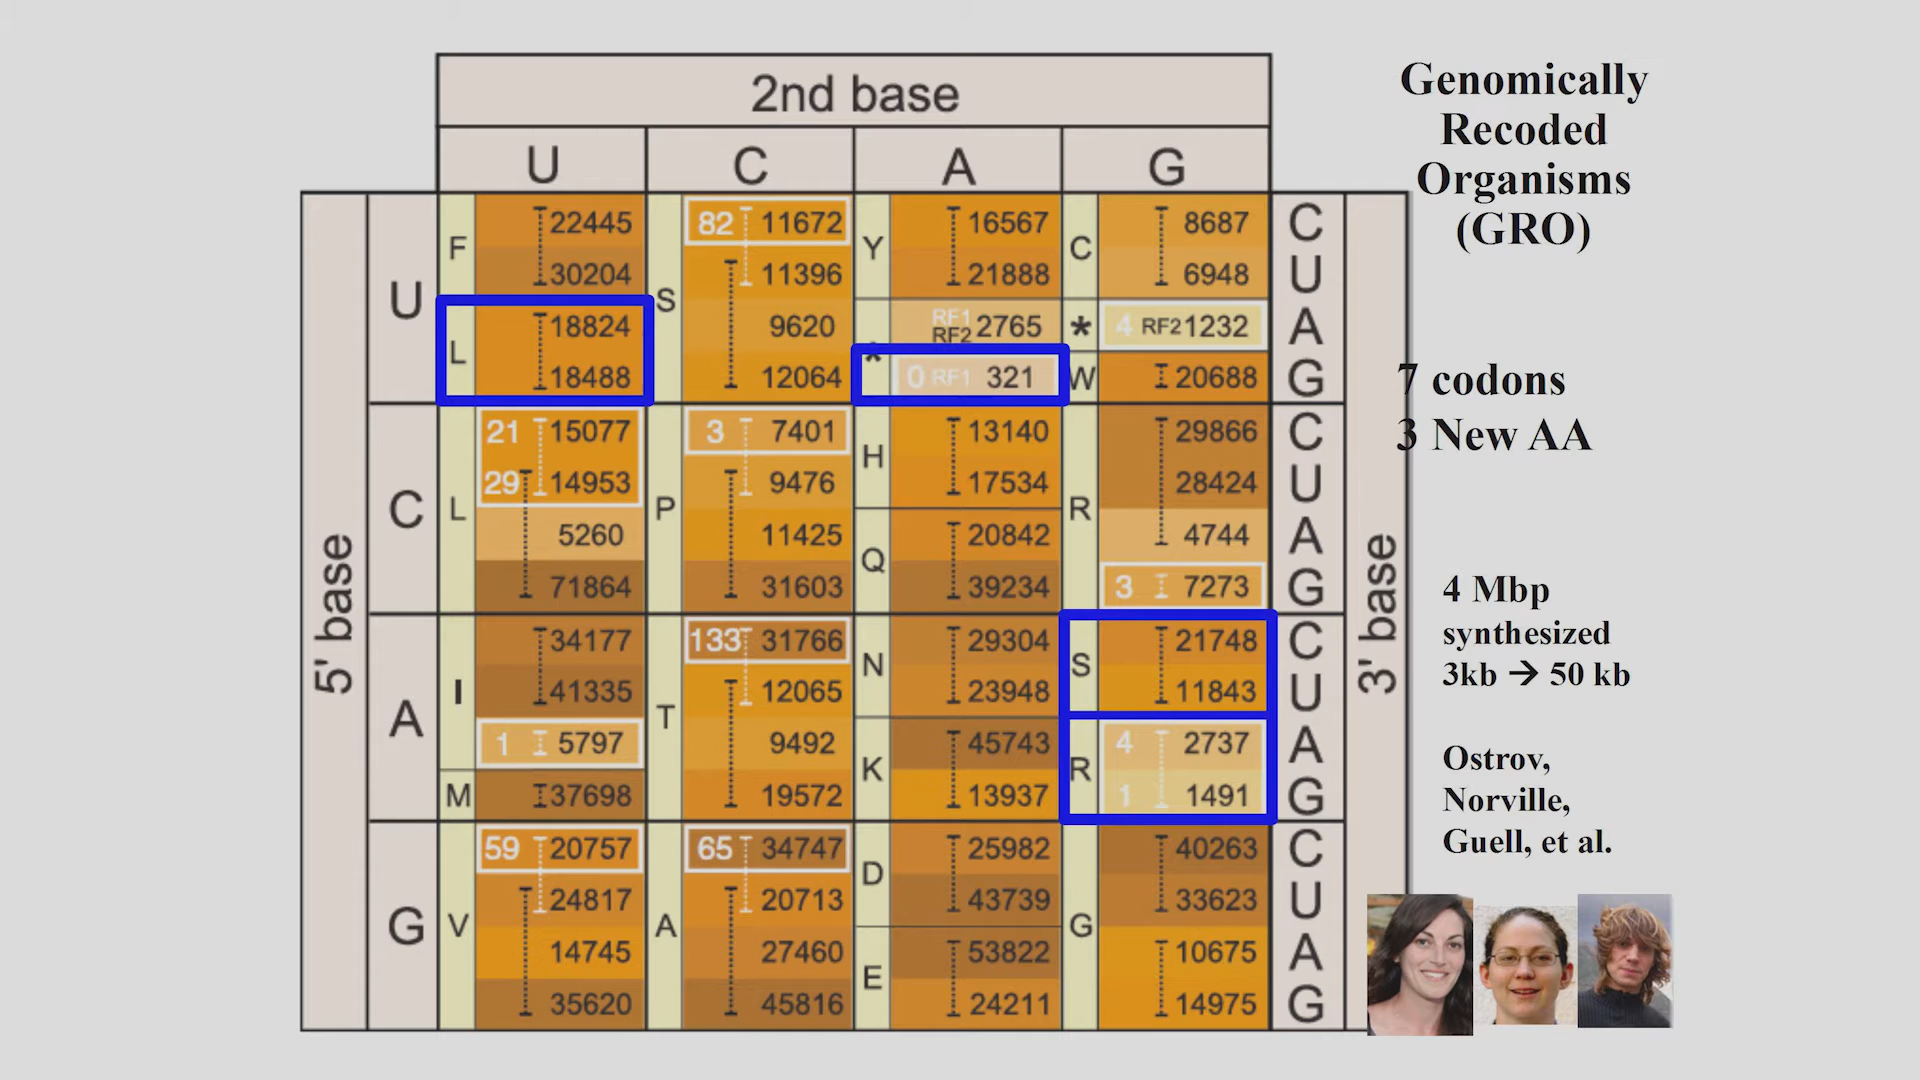 2nd base
U C A G
5' base
3' base
U
F 22445 S 82 11672 Y 16567 C 8687 C
30204 11396 21888 6948 U
L 18824 9620 * RF1 RF2 2765 * 4 RF2 1232 A
18488 12064 0 RF1 321 W 20688 G
C
L 21 15077 P 3 7401 H 13140 R 29866 C
29 14953 9476 17534 28424 U
5260 11425 Q 20842 4744 A
71864 31603 39234 3 7273 G
A
I 34177 T 133 31766 N 29304 S 21748 C
41335 12065 23948 11843 U
1 5797 9492 K 45743 R 4 2737 A
M 37698 19572 13937 1 1491 G
G
V 59 20757 A 65 34747 D 25982 G 40263 C
24817 20713 43739 33623 U
14745 27460 E 53822 10675 A
35620 45816 24211 14975 G
Genomically
Recoded
Organisms
(GRO)
7 codons
3 New AA
4 Mbp
synthesized
3kb → 50 kb
Ostrov,
Norville,
Guell, et al.